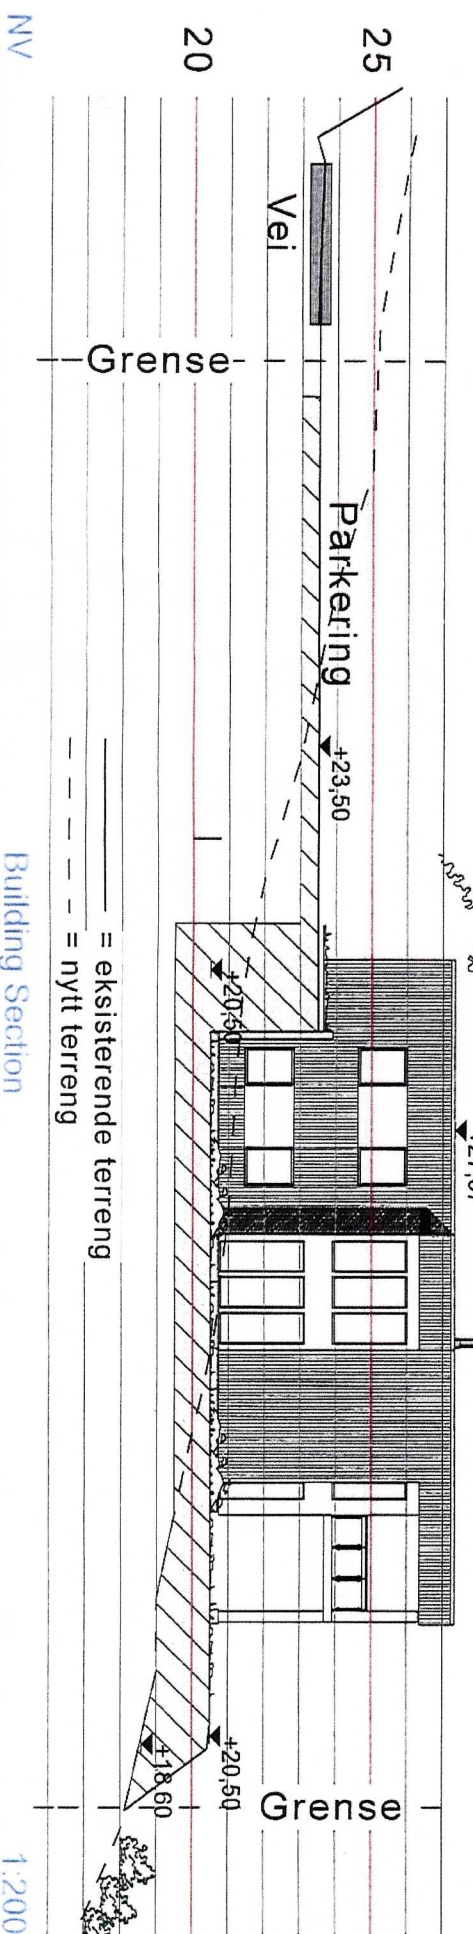 25
20
Vei
Grense
Parkering
+23,50
+20,50
+20,50
+18,60
Grense
——— = eksisterende terreng
— — — — = nytt terreng
NV
Building Section
1:200